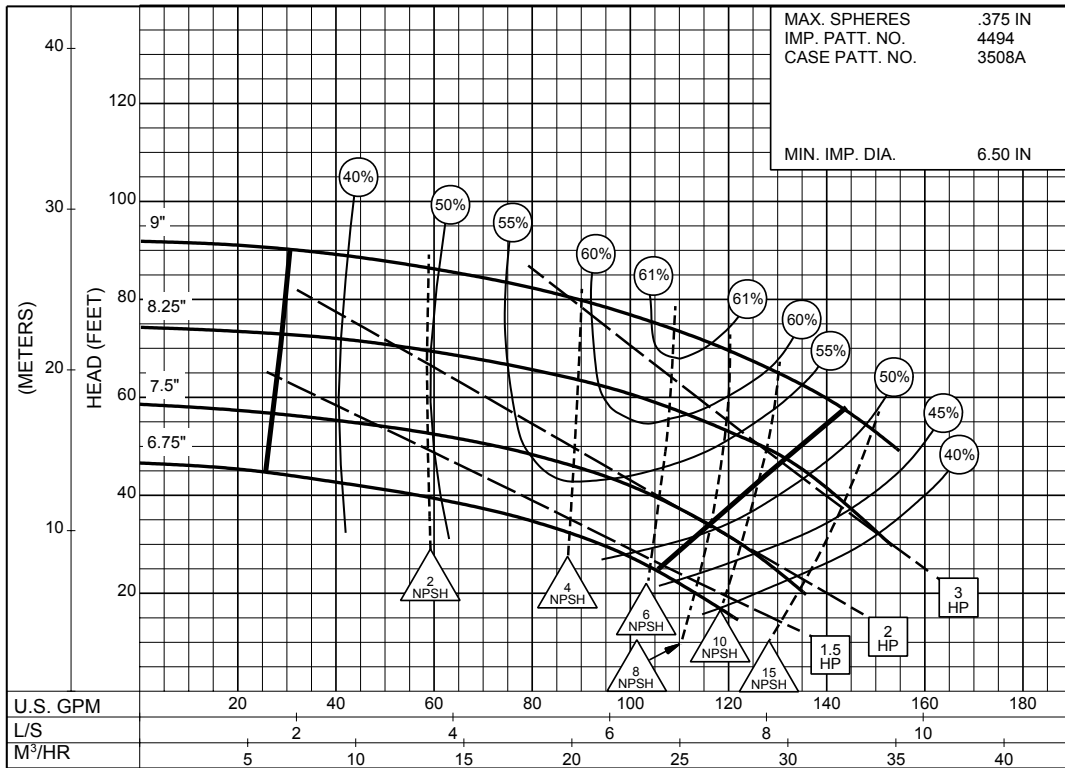 MAX. SPHERES .375 IN
IMP. PATT. NO. 4494
CASE PATT. NO. 3508A
MIN. IMP. DIA. 6.50 IN
(METERS)
40
30
20
10
HEAD (FEET)
120
100
80
60
40
20
9"
8.25"
7.5"
6.75"
40%
50%
55%
60%
61%
61%
60%
55%
50%
45%
40%
2 NPSH
4 NPSH
6 NPSH
8 NPSH
10 NPSH
15 NPSH
1.5 HP
2 HP
3 HP
U.S. GPM 20 40 60 80 100 120 140 160 180
L/S 2 4 6 8 10
M³/HR 5 10 15 20 25 30 35 40